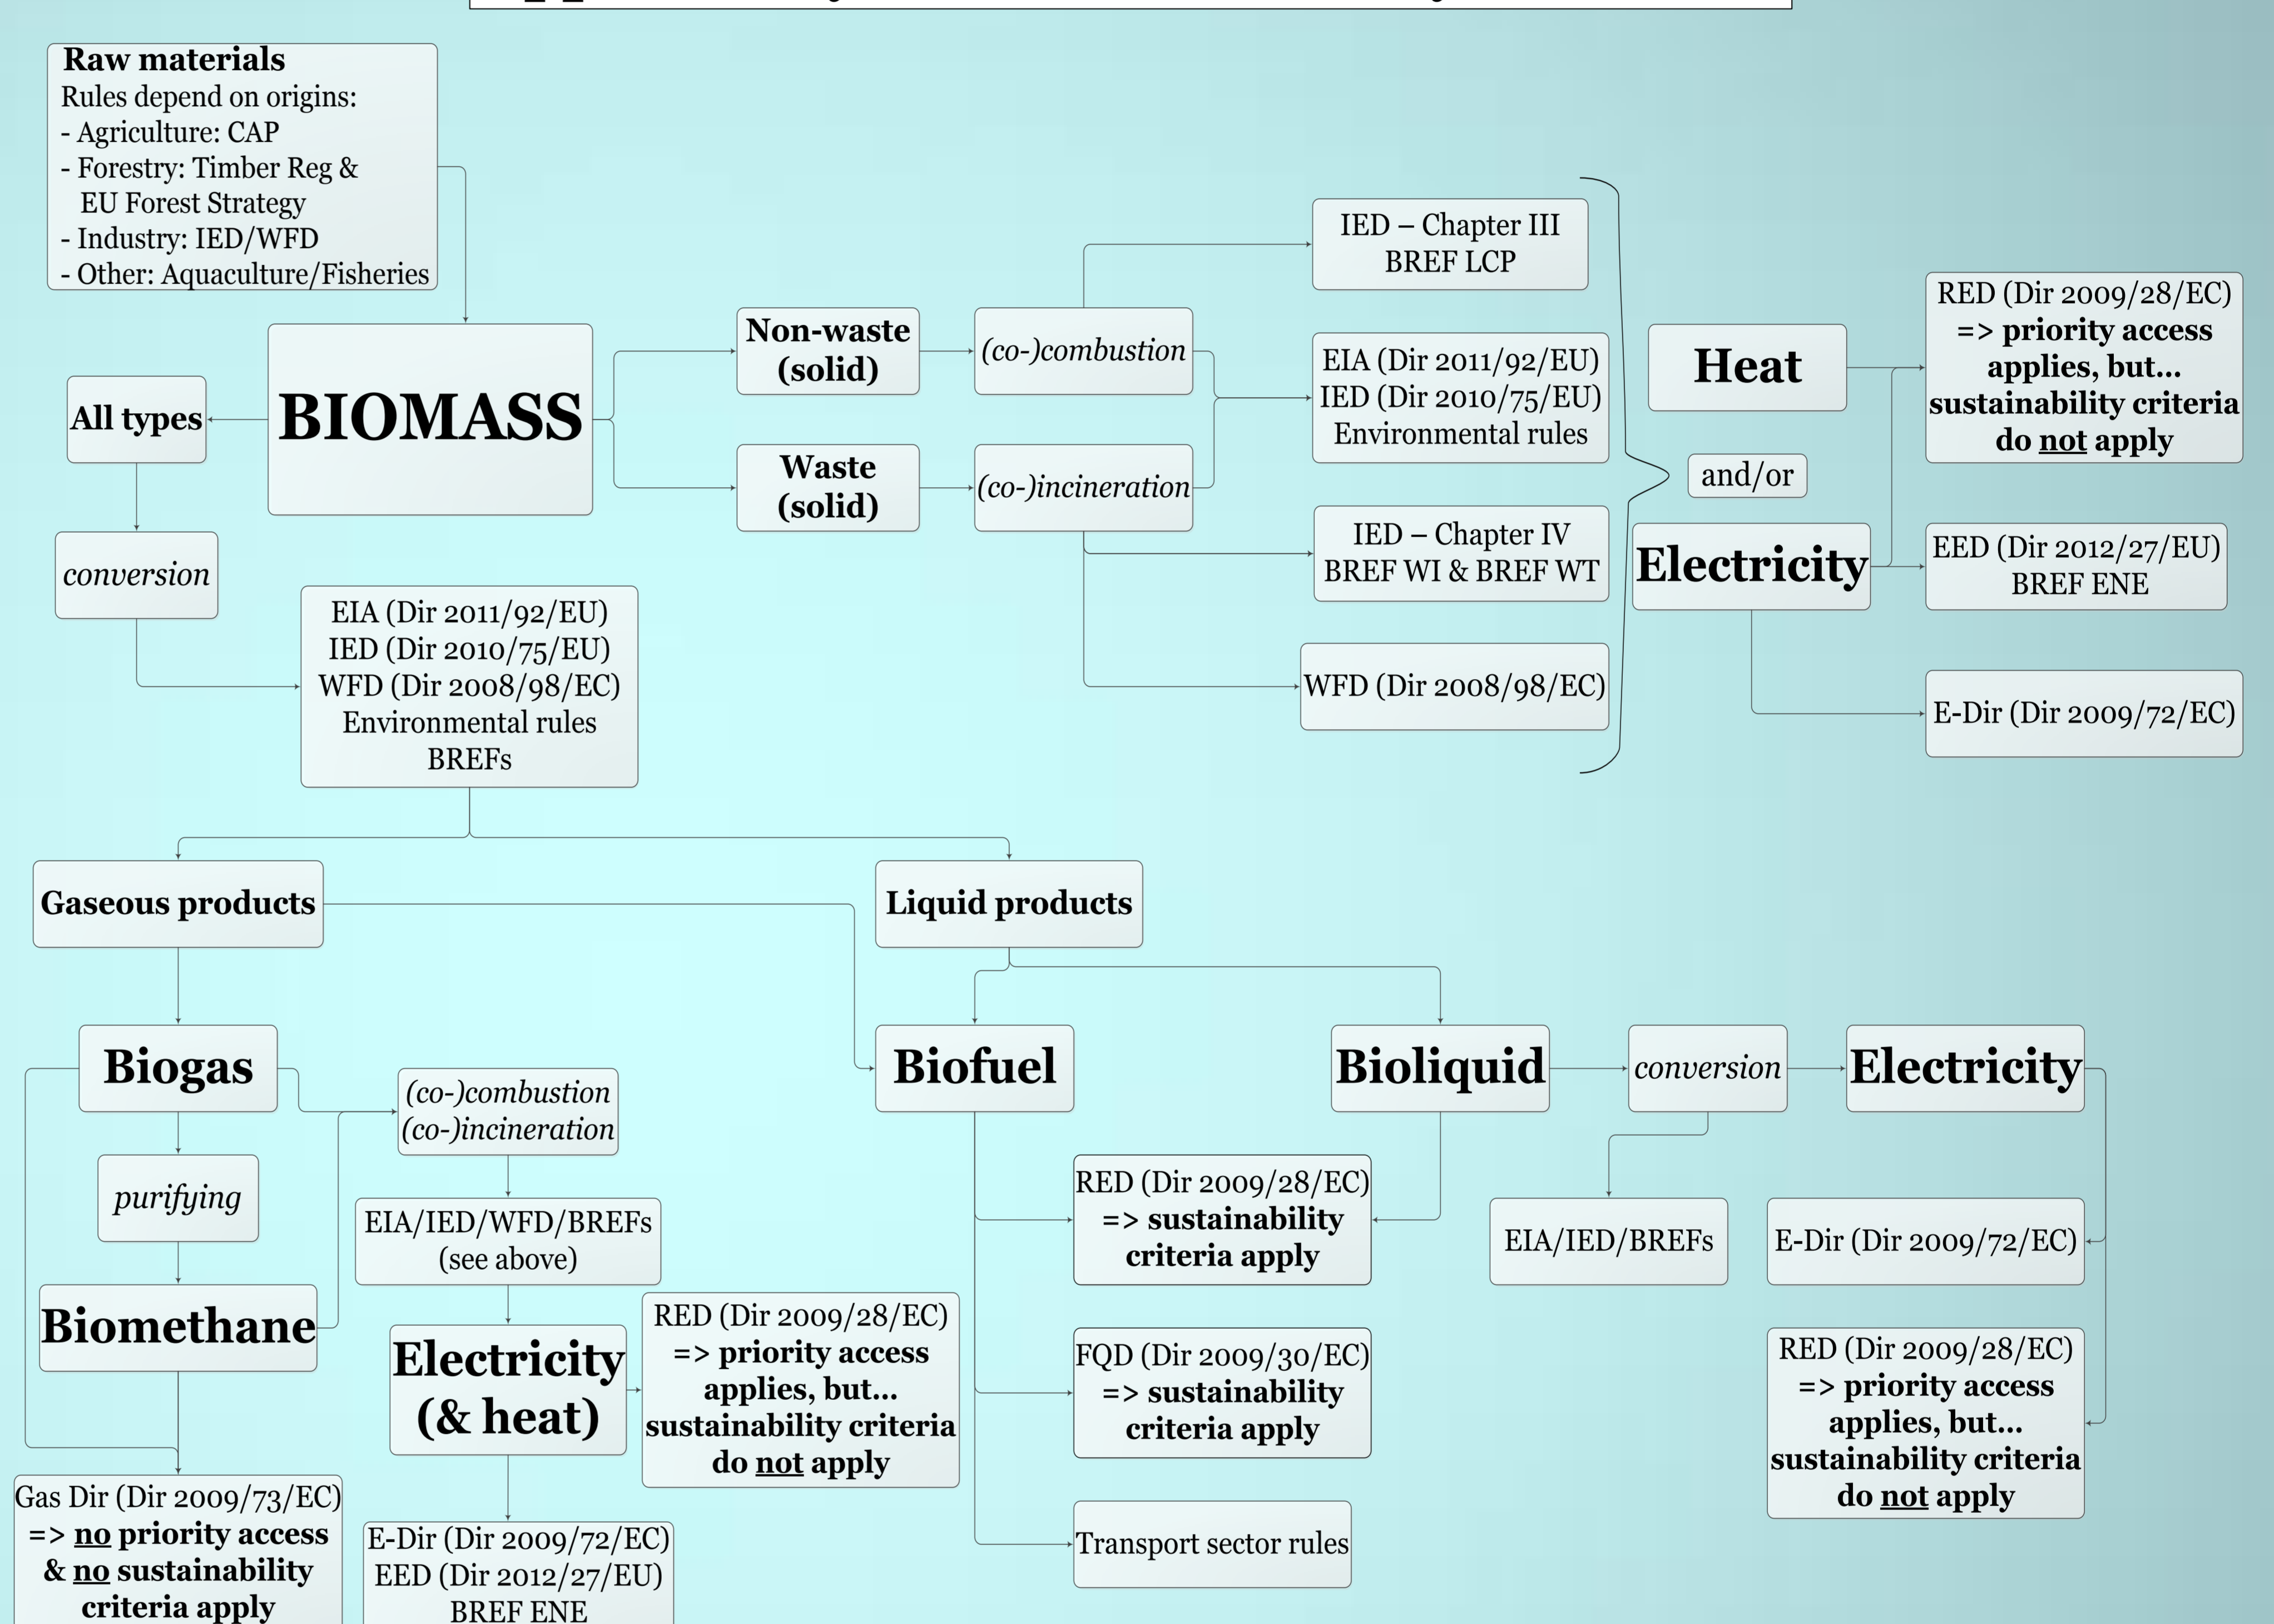 Raw materials
Rules depend on origins:
- Agriculture: CAP
- Forestry: Timber Reg &
EU Forest Strategy
- Industry: IED/WFD
- Other: Aquaculture/Fisheries
BIOMASS
All types
conversion
EIA (Dir 2011/92/EU)
IED (Dir 2010/75/EU)
WFD (Dir 2008/98/EC)
Environmental rules
BREFs
Non-waste
(solid)
(co-)combustion
Waste
(solid)
(co-)incineration
IED – Chapter III
BREF LCP
EIA (Dir 2011/92/EU)
IED (Dir 2010/75/EU)
Environmental rules
IED – Chapter IV
BREF WI & BREF WT
WFD (Dir 2008/98/EC)
Heat
and/or
Electricity
RED (Dir 2009/28/EC)
=> priority access
applies, but...
sustainability criteria
do not apply
EED (Dir 2012/27/EU)
BREF ENE
E-Dir (Dir 2009/72/EC)
Gaseous products
Liquid products
Biogas
purifying
Biomethane
Gas Dir (Dir 2009/73/EC)
=> no priority access
& no sustainability
criteria apply
(co-)combustion
(co-)incineration
EIA/IED/WFD/BREFs
(see above)
Electricity
(& heat)
RED (Dir 2009/28/EC)
=> priority access
applies, but...
sustainability criteria
do not apply
E-Dir (Dir 2009/72/EC)
EED (Dir 2012/27/EU)
BREF ENE
Biofuel
RED (Dir 2009/28/EC)
=> sustainability
criteria apply
FQD (Dir 2009/30/EC)
=> sustainability
criteria apply
Transport sector rules
Bioliquid
conversion
EIA/IED/BREFs
Electricity
E-Dir (Dir 2009/72/EC)
RED (Dir 2009/28/EC)
=> priority access
applies, but...
sustainability criteria
do not apply